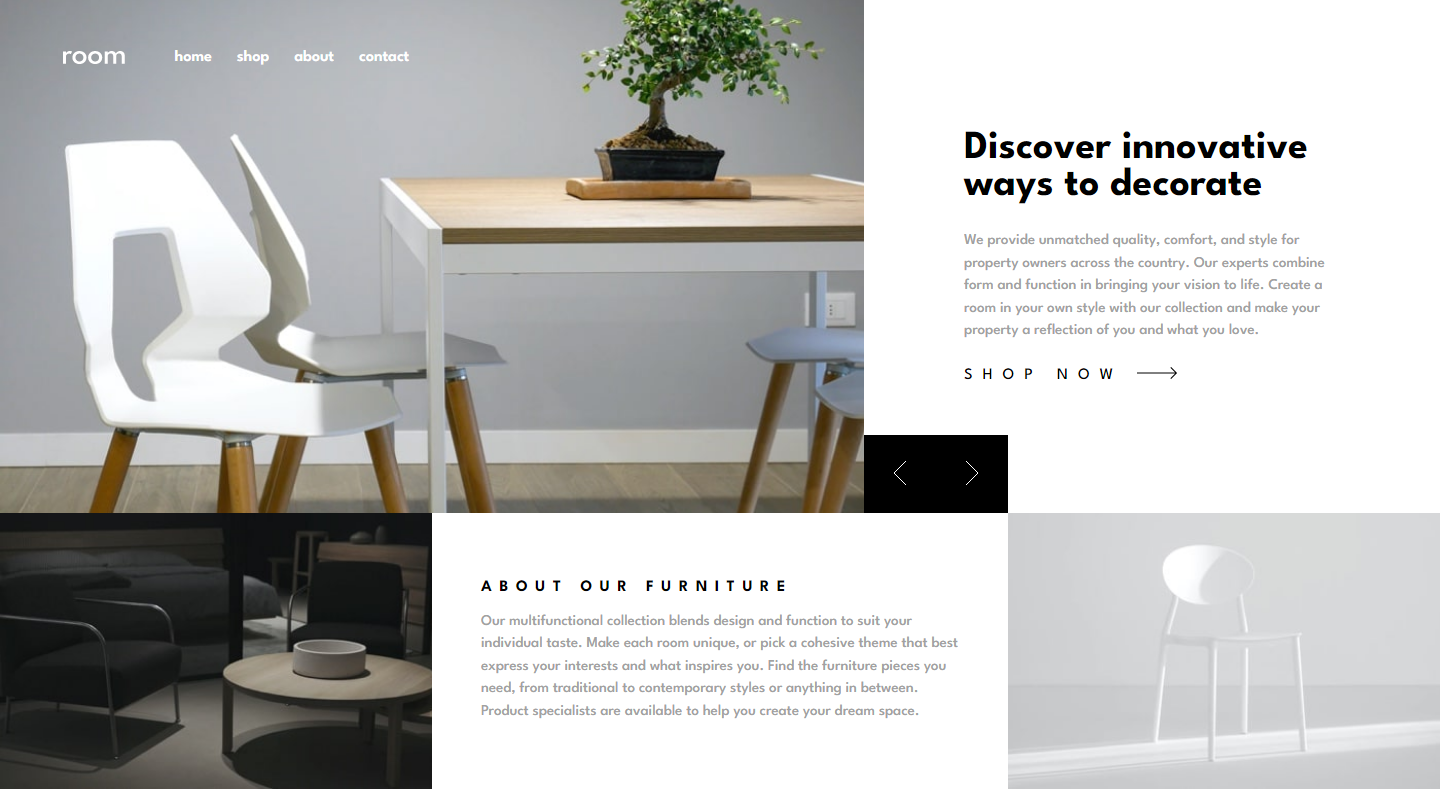 room
home shop about contact
Discover innovative
ways to decorate
We provide unmatched quality, comfort, and style for
property owners across the country. Our experts combine
form and function in bringing your vision to life. Create a
room in your own style with our collection and make your
property a reflection of you and what you love.
SHOP NOW
ABOUT OUR FURNITURE
Our multifunctional collection blends design and function to suit your
individual taste. Make each room unique, or pick a cohesive theme that best
express your interests and what inspires you. Find the furniture pieces you
need, from traditional to contemporary styles or anything in between.
Product specialists are available to help you create your dream space.